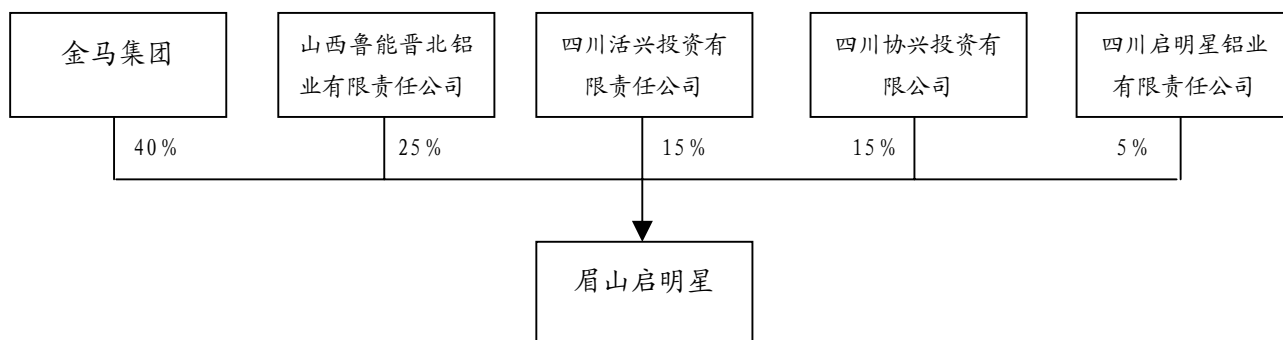 金马集团
山西鲁能晋北铝
业有限责任公司
四川活兴投资有
限责任公司
四川协兴投资有
限公司
四川启明星铝业
有限责任公司
40%
25%
15%
15%
5%
眉山启明星